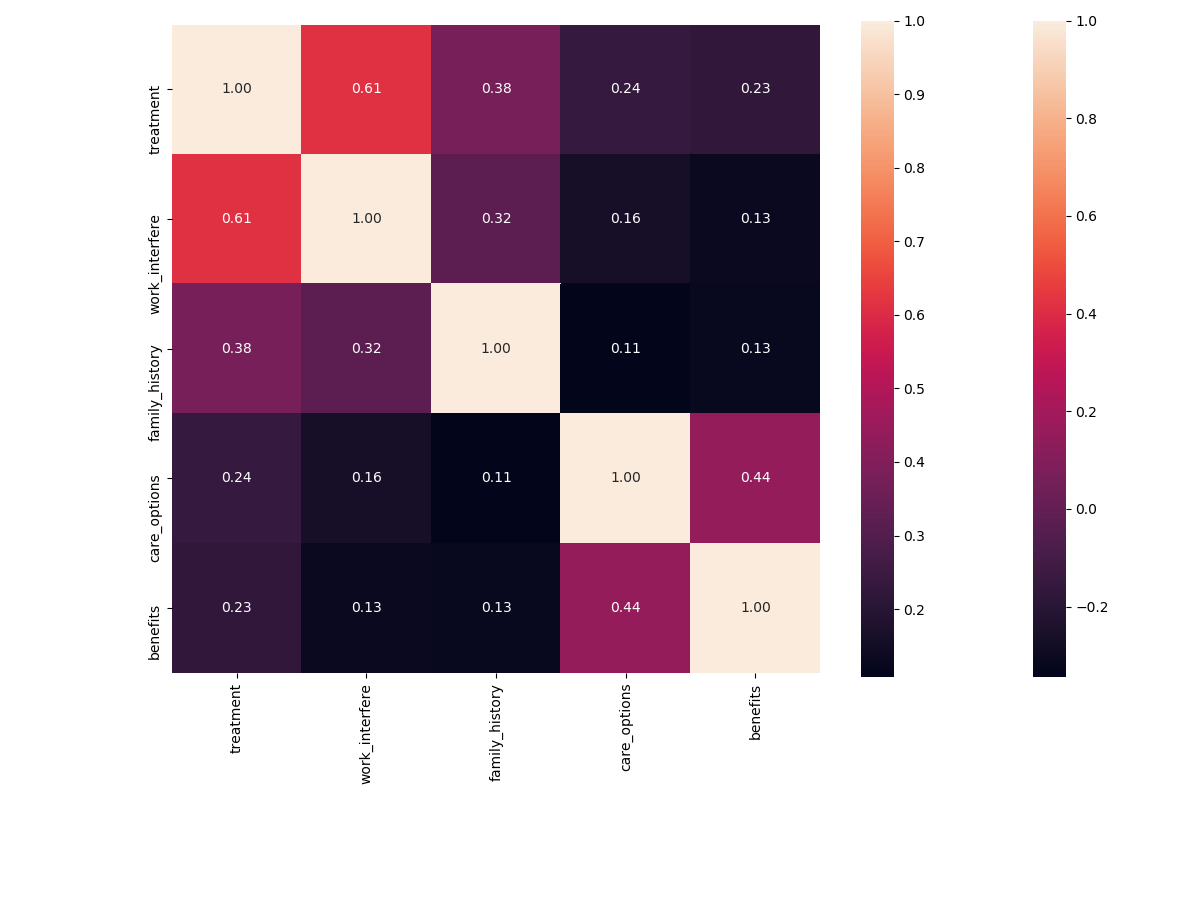 treatment
1.00 0.61 0.38 0.24 0.23
work_interfere
0.61 1.00 0.32 0.16 0.13
family_history
0.38 0.32 1.00 0.11 0.13
care_options
0.24 0.16 0.11 1.00 0.44
benefits
0.23 0.13 0.13 0.44 1.00
treatment
work_interfere
family_history
care_options
benefits
1.0
0.9
0.8
0.7
0.6
0.5
0.4
0.3
0.2
1.0
0.8
0.6
0.4
0.2
0.0
−0.2